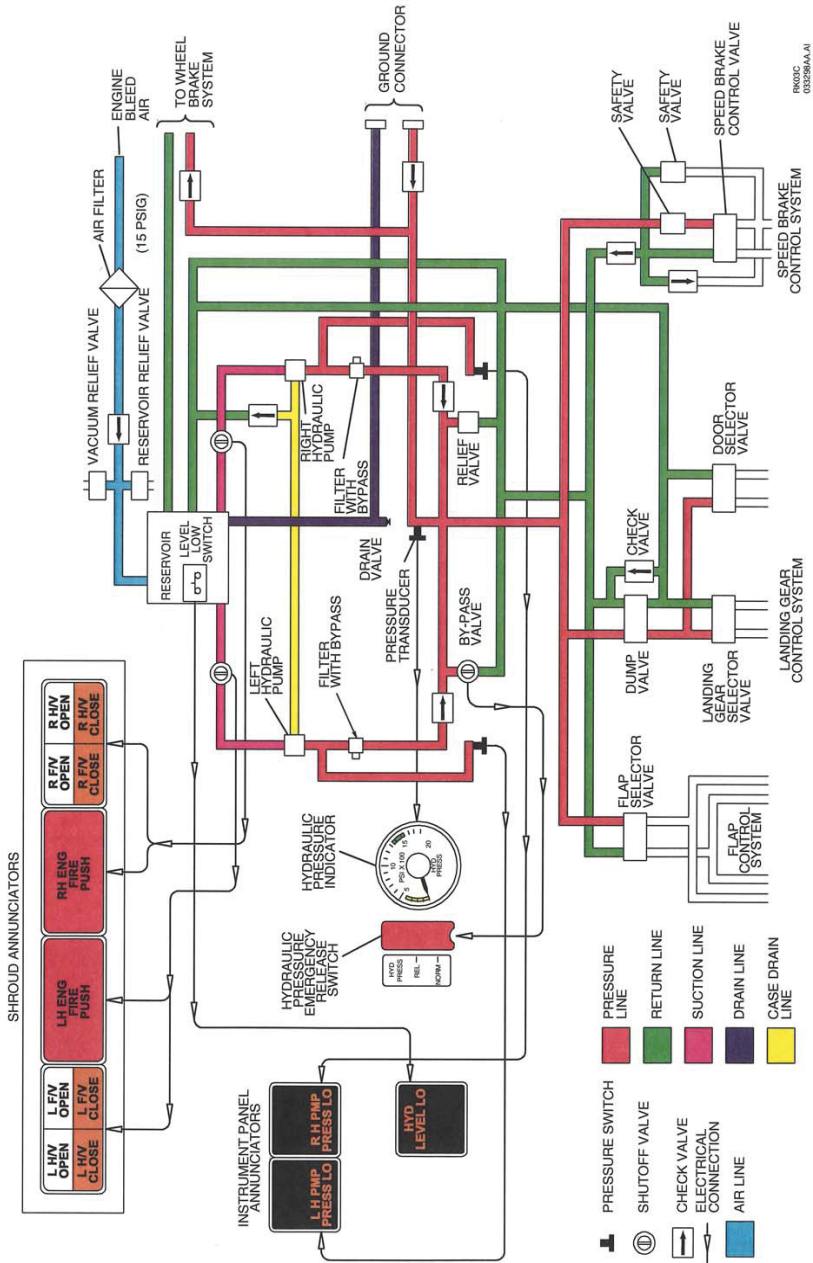 SHROUD ANNUNCIATORS
L H/V
OPEN
L H/V
CLOSE
L F/V
OPEN
L F/V
CLOSE
LH ENG
FIRE
PUSH
RH ENG
FIRE
PUSH
R F/V
OPEN
R F/V
CLOSE
R H/V
OPEN
R H/V
CLOSE
VACUUM RELIEF VALVE
RESERVOIR RELIEF VALVE
AIR FILTER
(15 PSIG)
ENGINE
BLEED
AIR
TO WHEEL
BRAKE
SYSTEM
RESERVOIR
LEVEL
LOW
SWITCH
LEFT
HYDRAULIC
PUMP
RIGHT
HYDRAULIC
PUMP
FILTER
WITH BYPASS
FILTER
WITH
BYPASS
DRAIN
VALVE
GROUND
CONNECTOR
PRESSURE
TRANSDUCER
BY-PASS
VALVE
RELIEF
VALVE
HYDRAULIC
PRESSURE
INDICATOR
5
10
15
20
PSI X 100
HYD
PRESS
HYDRAULIC
PRESSURE
EMERGENCY
RELEASE
SWITCH
HYD
PRESS
REL
NORM
INSTRUMENT PANEL
ANNUNCIATORS
L H PMP
PRESS LO
R H PMP
PRESS LO
HYD
LEVEL LO
FLAP
SELECTOR
VALVE
FLAP
CONTROL
SYSTEM
DUMP
VALVE
CHECK
VALVE
LANDING
GEAR
SELECTOR
VALVE
DOOR
SELECTOR
VALVE
LANDING GEAR
CONTROL SYSTEM
SAFETY
VALVE
SAFETY
VALVE
SPEED BRAKE
CONTROL VALVE
SPEED BRAKE
CONTROL SYSTEM
PRESSURE SWITCH
SHUTOFF VALVE
CHECK VALVE
ELECTRICAL
CONNECTION
AIR LINE
PRESSURE
LINE
RETURN LINE
SUCTION LINE
DRAIN LINE
CASE DRAIN
LINE
RK03C
033298AA.AI